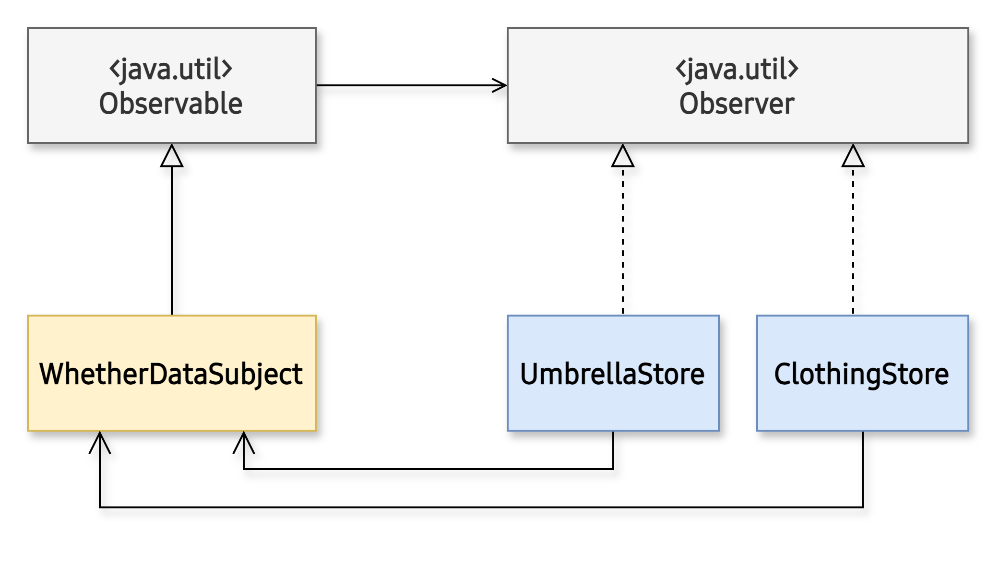 <java.util>
Observable
<java.util>
Observer
WhetherDataSubject
UmbrellaStore
ClothingStore